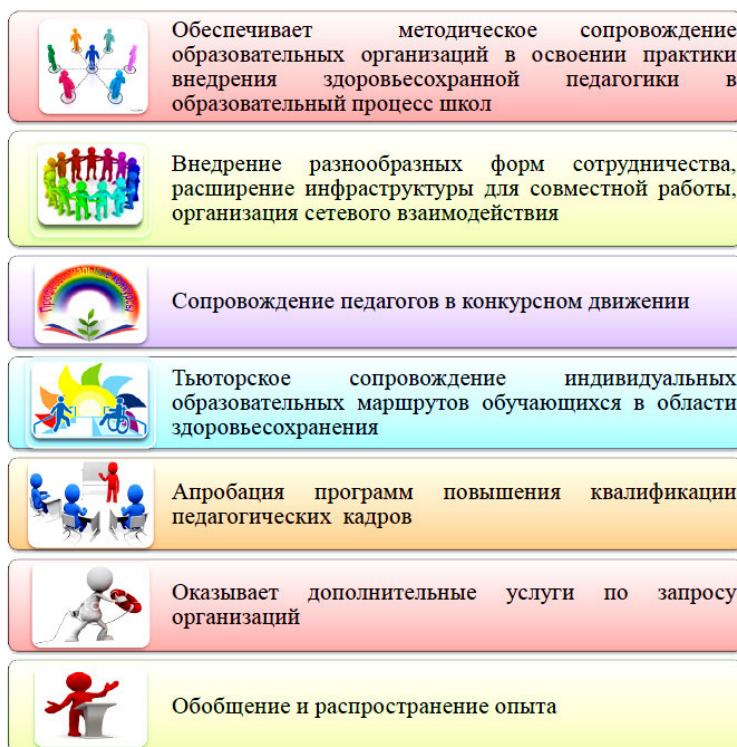 Обеспечивает методическое сопровождение
образовательных организаций в освоении практики
внедрения здоровьесохранной педагогики в
образовательный процесс школ
Внедрение разнообразных форм сотрудничества,
расширение инфраструктуры для совместной работы,
организация сетевого взаимодействия
Профессиональные конкурсы
Сопровождение педагогов в конкурсном движении
Тьюторское сопровождение индивидуальных
образовательных маршрутов обучающихся в области
здоровьесохранения
Апробация программ повышения квалификации
педагогических кадров
Оказывает дополнительные услуги по запросу
организаций
Обобщение и распространение опыта